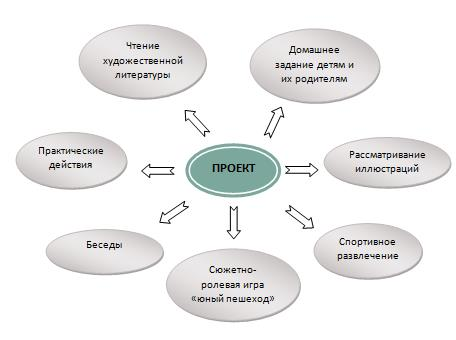 Чтение
художественной
литературы
Домашнее
задание детям и
их родителям
Практические
действия
ПРОЕКТ
Рассматривание
иллюстраций
Беседы
Сюжетно-
ролевая игра
«юный пешеход»
Спортивное
развлечение